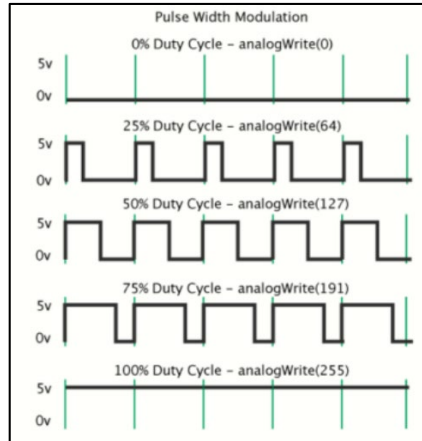 Pulse Width Modulation
0% Duty Cycle – analogWrite(0)
5v
0v
25% Duty Cycle – analogWrite(64)
5v
0v
50% Duty Cycle – analogWrite(127)
5v
0v
75% Duty Cycle – analogWrite(191)
5v
0v
100% Duty Cycle – analogWrite(255)
5v
0v